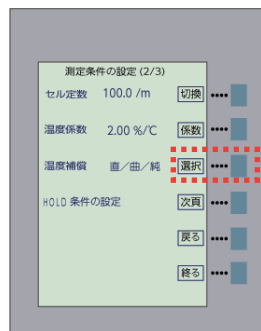 測定条件の設定 (2/3)
セル定数 100.0 /m 切換
温度係数 2.00 %/C 係数
温度補償 直/曲/純 選択
HOLD 条件の設定 次頁
戻る
終る